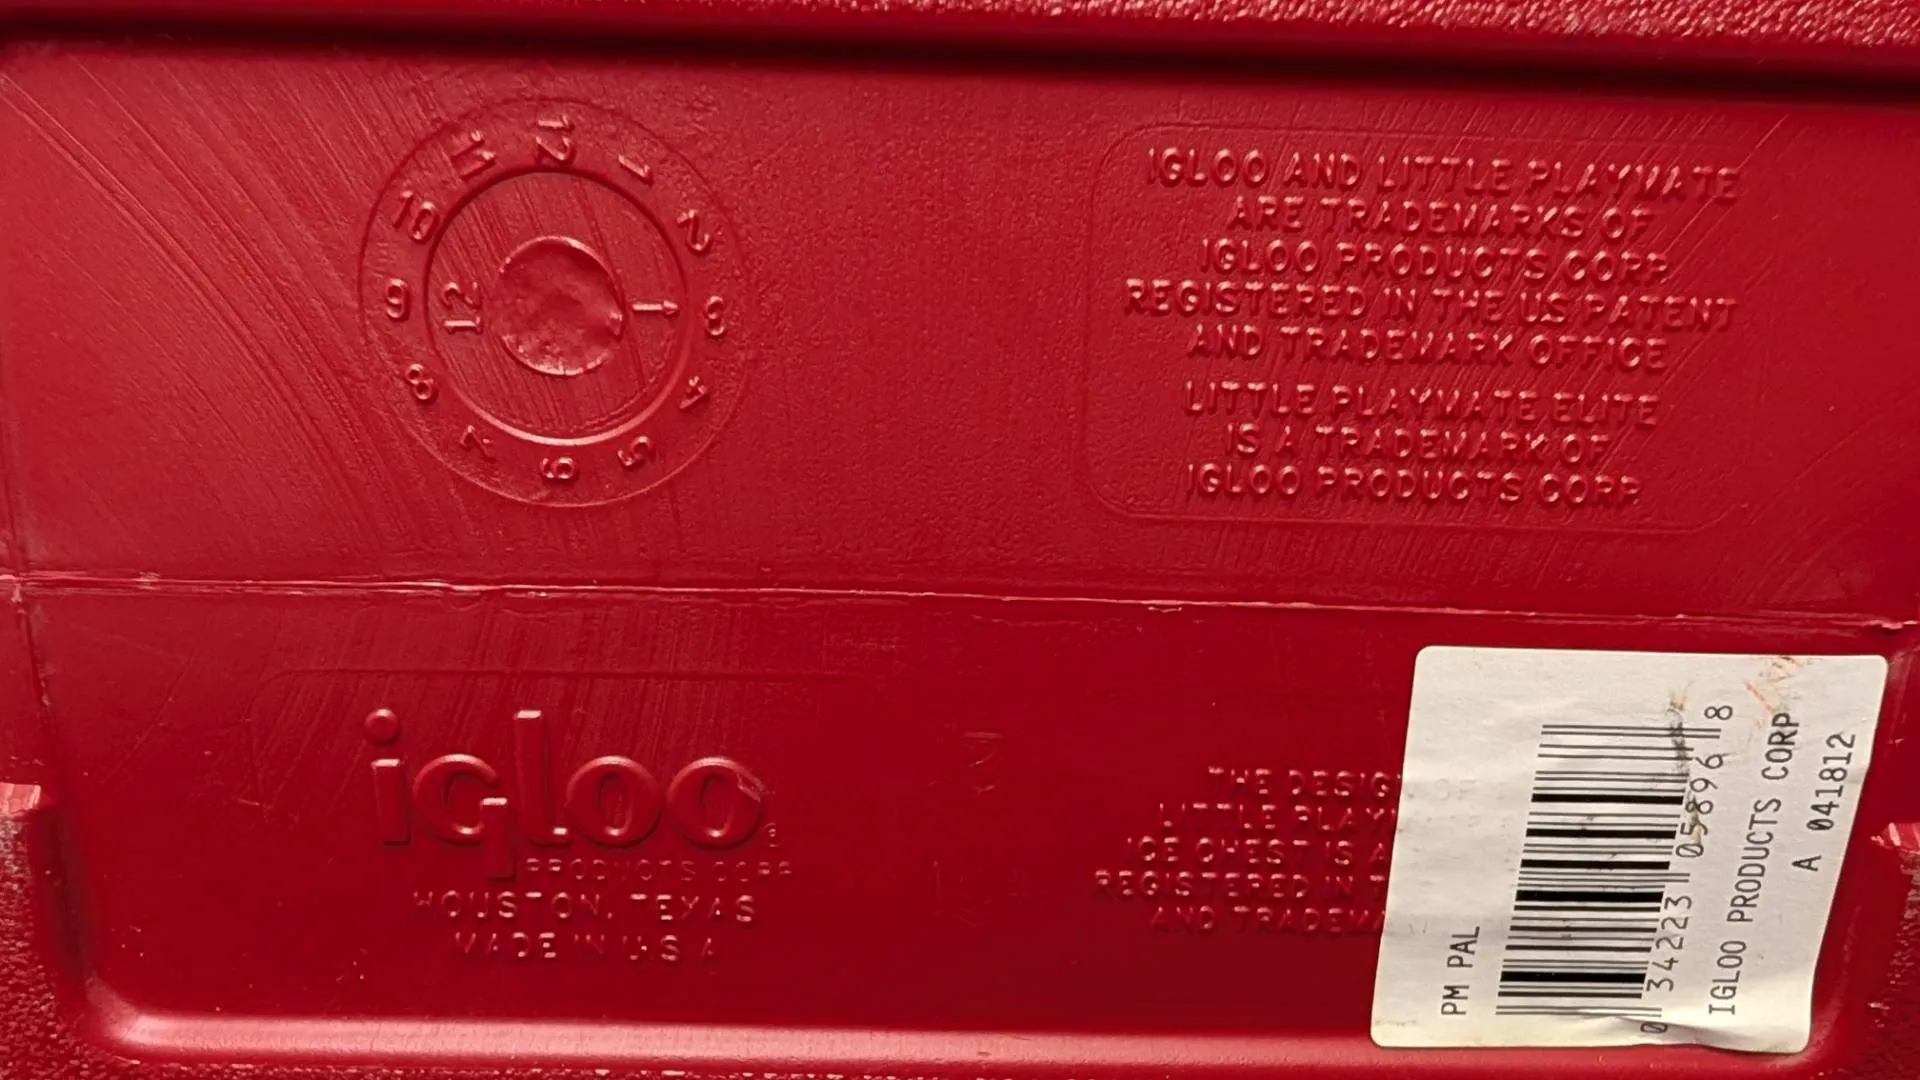 12
1
2
3
4
5
6
7
8
9
10
11
12
IGLOO AND LITTLE PLAYMATE
ARE TRADEMARKS OF
IGLOO PRODUCTS CORP.
REGISTERED IN THE US PATENT
AND TRADEMARK OFFICE
LITTLE PLAYMATE ELITE
IS A TRADEMARK OF
IGLOO PRODUCTS CORP.
igloo®
PRODUCTS CORP
HOUSTON, TEXAS
MADE IN U.S.A
THE DESIGN OF
LITTLE PLAYM
ICE CHEST IS A
REGISTERED IN T
AND TRADEMA
PM PAL
0 34223 05896 8
IGLOO PRODUCTS CORP
A 041812